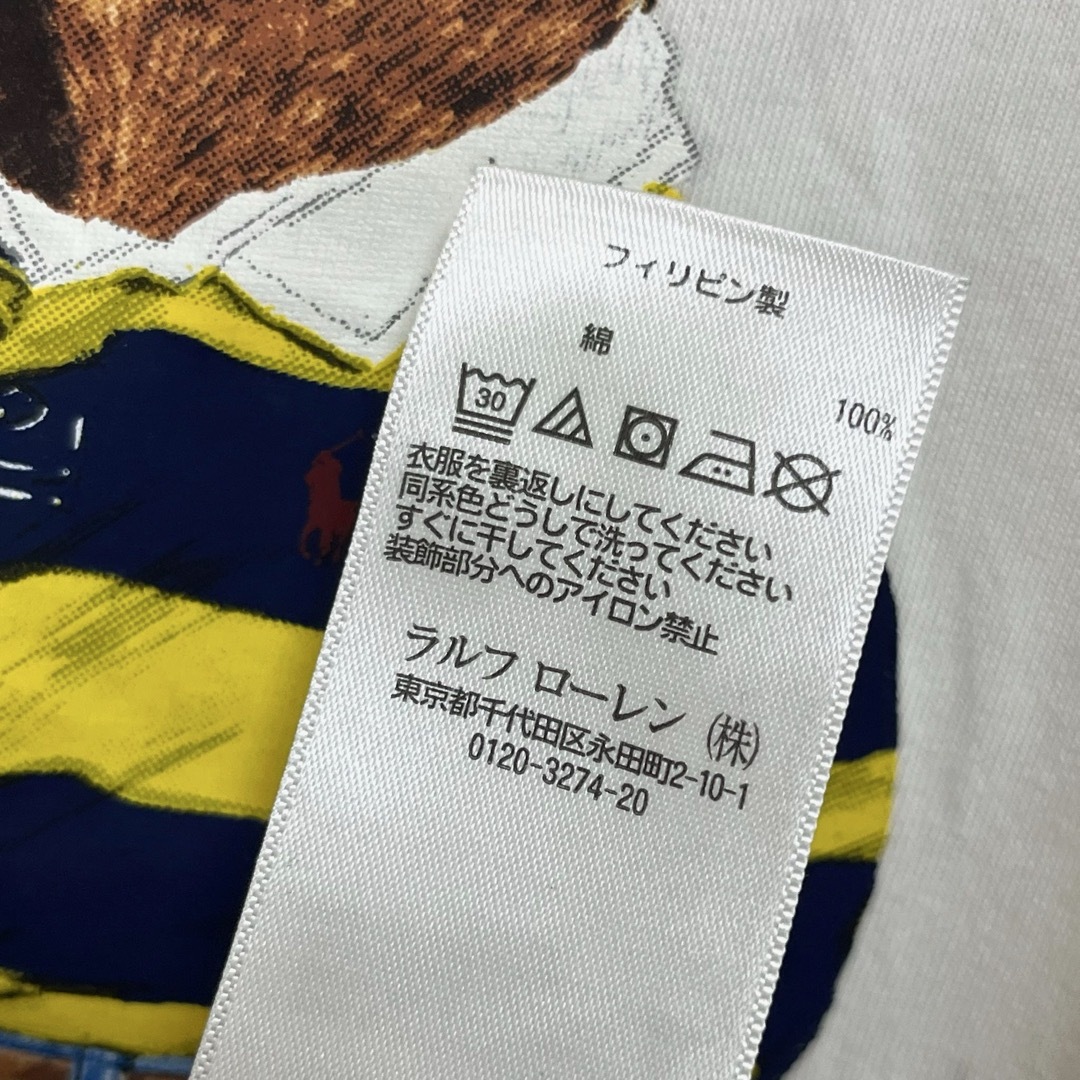 フィリピン製
綿 100%
30
衣服を裏返しにしてください
同系色どうしで洗ってください
すぐに干してください
装飾部分へのアイロン禁止
ラルフ ローレン (株)
東京都千代田区永田町2-10-1
0120-3274-20